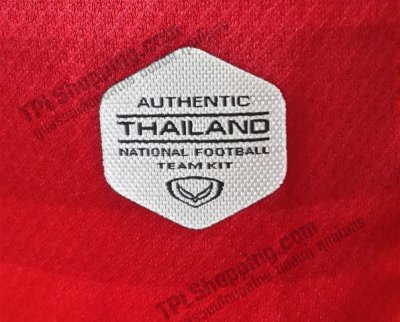 AUTHENTIC
THAILAND
NATIONAL FOOTBALL
TEAM KIT
TPLShopping.com
TPLShopping.com